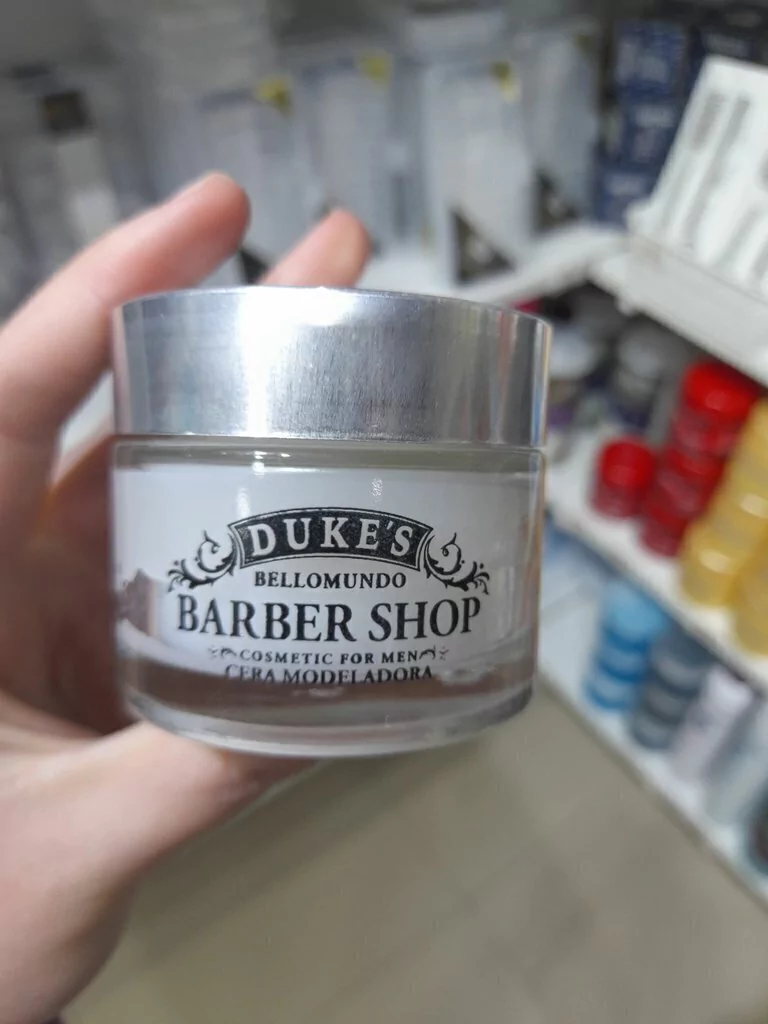 DUKE'S
BELLOMUNDO
BARBER SHOP
COSMETIC FOR MEN
CERA MODELADORA